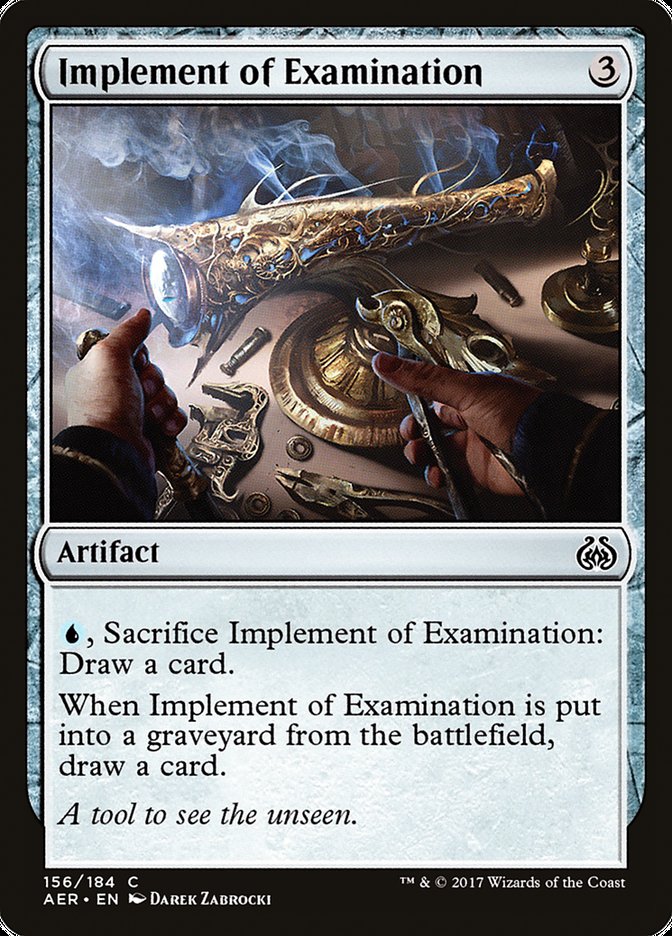 Implement of Examination 3
Artifact
, Sacrifice Implement of Examination:
Draw a card.
When Implement of Examination is put
into a graveyard from the battlefield,
draw a card.
A tool to see the unseen.
156/184 C
AER • EN Darek Zabrocki
™ & © 2017 Wizards of the Coast